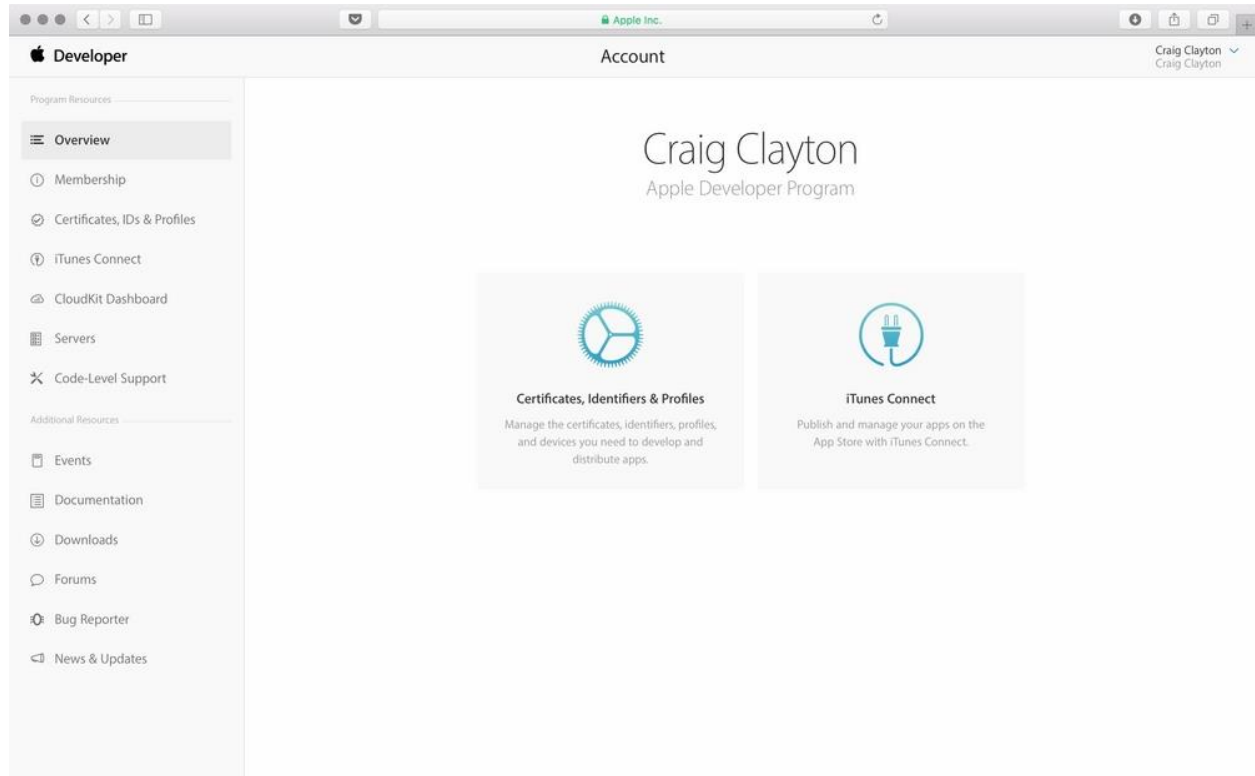 Apple Inc.
Developer
Account
Craig Clayton
Craig Clayton
Program Resources
Overview
Membership
Certificates, IDs & Profiles
iTunes Connect
CloudKit Dashboard
Servers
Code-Level Support
Additional Resources
Events
Documentation
Downloads
Forums
Bug Reporter
News & Updates
Craig Clayton
Apple Developer Program
Certificates, Identifiers & Profiles
Manage the certificates, identifiers, profiles,
and devices you need to develop and
distribute apps.
iTunes Connect
Publish and manage your apps on the
App Store with iTunes Connect.